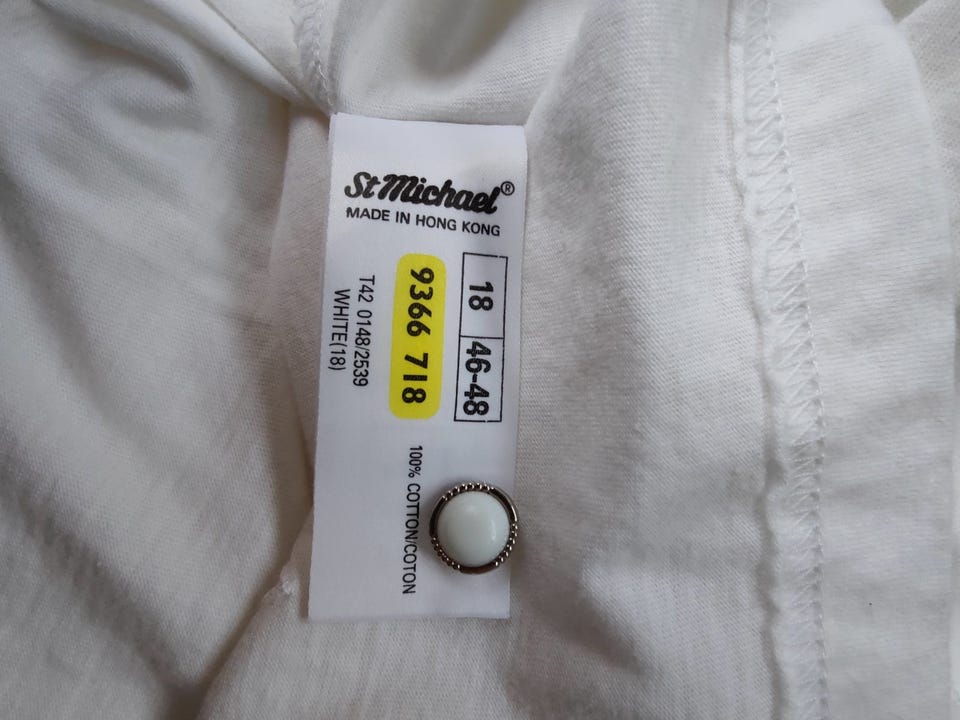 St Michael®
MADE IN HONG KONG
18 46-48
9366 718
T42 0148/2539
WHITE(18)
100% COTTON/COTON